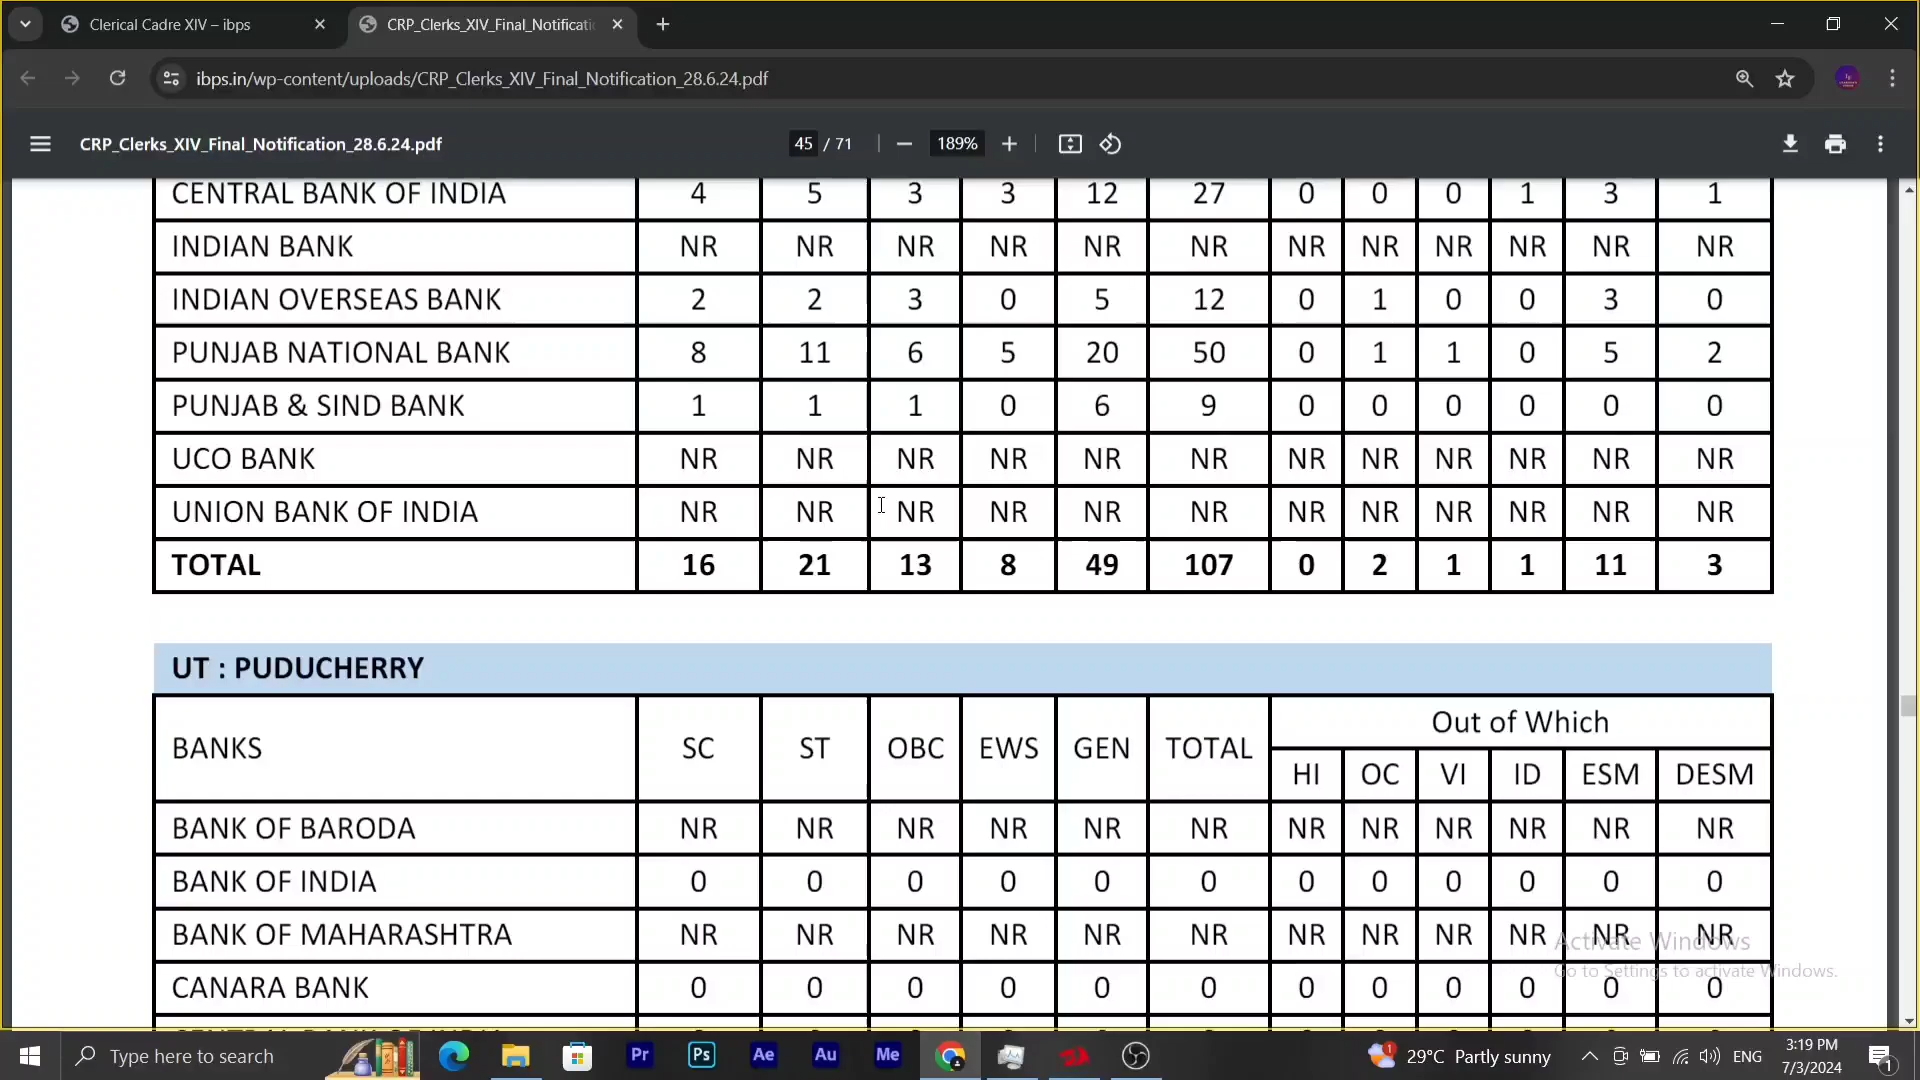 Clerical Cadre XIV – ibps
CRP_Clerks_XIV_Final_Notificati
ibps.in/wp-content/uploads/CRP_Clerks_XIV_Final_Notification_28.6.24.pdf
CRP_Clerks_XIV_Final_Notification_28.6.24.pdf 45 / 71 189%
CENTRAL BANK OF INDIA 4 5 3 3 12 27 0 0 0 1 3 1
INDIAN BANK NR NR NR NR NR NR NR NR NR NR NR NR
INDIAN OVERSEAS BANK 2 2 3 0 5 12 0 1 0 0 3 0
PUNJAB NATIONAL BANK 8 11 6 5 20 50 0 1 1 0 5 2
PUNJAB & SIND BANK 1 1 1 0 6 9 0 0 0 0 0 0
UCO BANK NR NR NR NR NR NR NR NR NR NR NR NR
UNION BANK OF INDIA NR NR NR NR NR NR NR NR NR NR NR NR
TOTAL 16 21 13 8 49 107 0 2 1 1 11 3
UT : PUDUCHERRY
BANKS SC ST OBC EWS GEN TOTAL Out of Which
HI OC VI ID ESM DESM
BANK OF BARODA NR NR NR NR NR NR NR NR NR NR NR NR
BANK OF INDIA 0 0 0 0 0 0 0 0 0 0 0 0
BANK OF MAHARASHTRA NR NR NR NR NR NR NR NR NR NR NR NR
Activate Windows
Go to Settings to activate Windows.
CANARA BANK 0 0 0 0 0 0 0 0 0 0 0 0
Type here to search
Pr Ps Ae Au Me
1
29°C Partly sunny
ENG
3:19 PM
7/3/2024
1